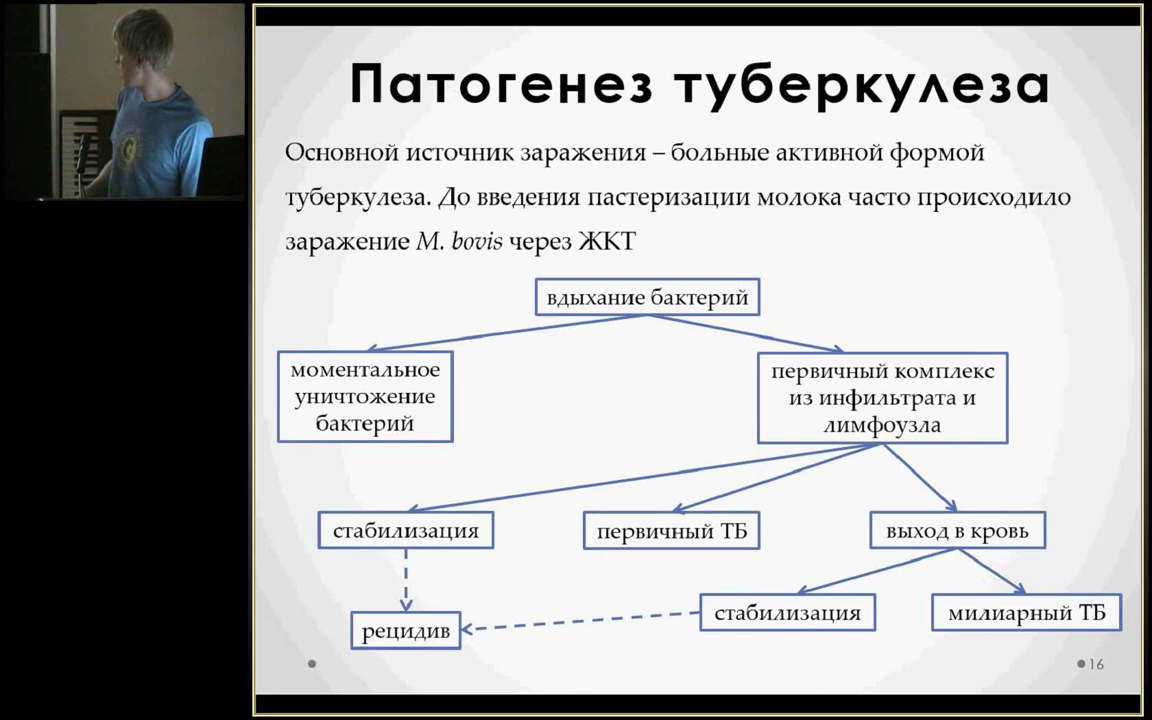 Патогенез туберкулеза
Основной источник заражения – больные активной формой
туберкулеза. До введения пастеризации молока часто происходило
заражение M. bovis через ЖКТ
вдыхание бактерий
моментальное
уничтожение
бактерий
первичный комплекс
из инфильтрата и
лимфоузла
стабилизация
первичный ТБ
выход в кровь
стабилизация
милиарный ТБ
рецидив
16